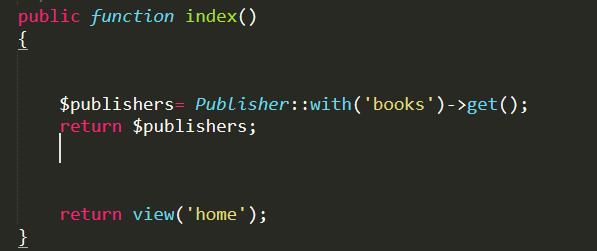 public function index()
{
$publishers= Publisher::with('books')->get();
return $publishers;
return view('home');
}